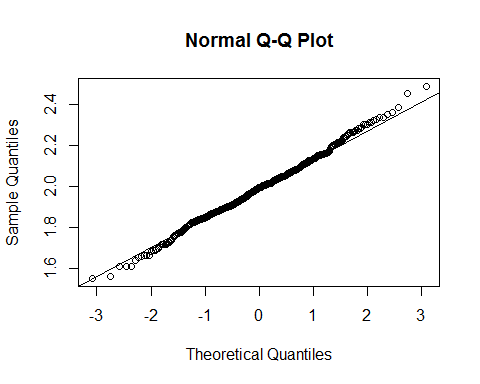 Normal Q-Q Plot
Sample Quantiles
2.4
2.2
2.0
1.8
1.6
-3 -2 -1 0 1 2 3
Theoretical Quantiles